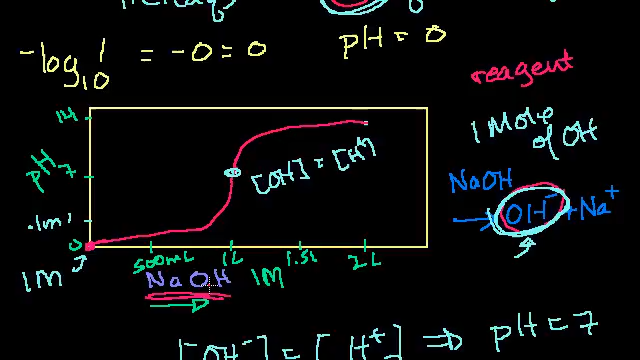 -log₁₀ 1 = -0 = 0
pH = 0
reagent
1 Mole
of OH
NaOH
→ OH⁻ + Na⁺
14
pH 7
.1m
0
1M
[OH] = [H⁺]
500mL 1L 1.5L 2L
NaOH 1M
[OH⁻] = [H⁺] ⇒ pH = 7